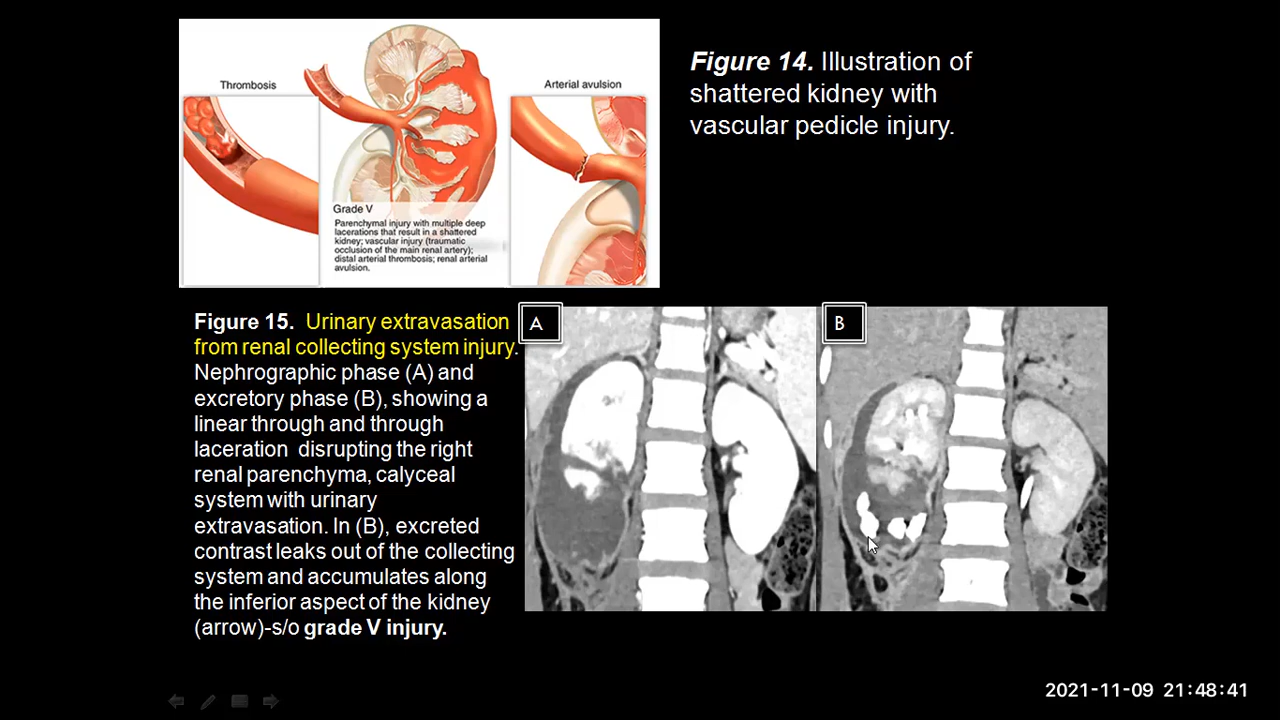 Figure 14. Illustration of
shattered kidney with
vascular pedicle injury.
Thrombosis
Arterial avulsion
Grade V
Parenchymal injury with multiple deep
lacerations that result in a shattered
kidney; vascular injury (traumatic
occlusion of the main renal artery);
distal arterial thrombosis; renal arterial
avulsion.
Figure 15. Urinary extravasation
from renal collecting system injury.
Nephrographic phase (A) and
excretory phase (B), showing a
linear through and through
laceration disrupting the right
renal parenchyma, calyceal
system with urinary
extravasation. In (B), excreted
contrast leaks out of the collecting
system and accumulates along
the inferior aspect of the kidney
(arrow)-s/o grade V injury.
A
B
2021-11-09 21:48:41